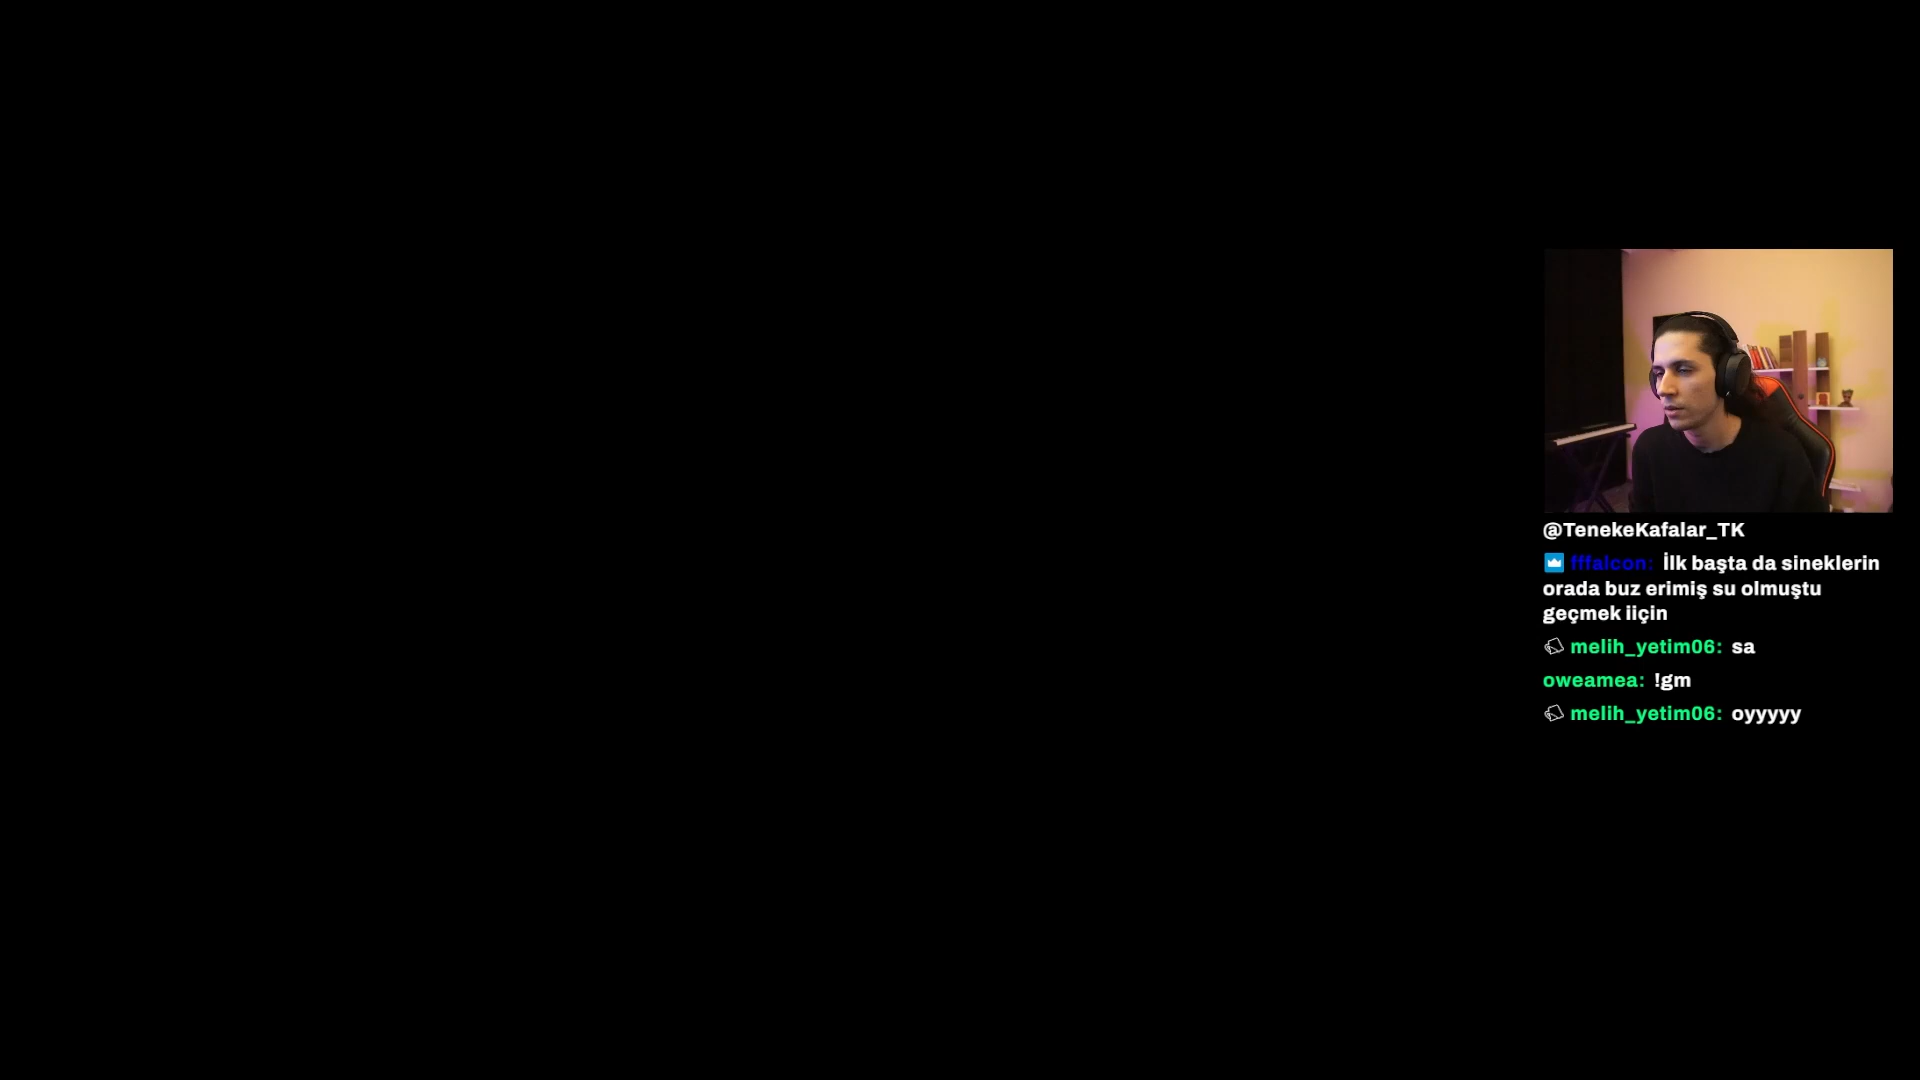 @TenekeKafalar_TK
fffalcon: İlk başta da sineklerin
orada buz erimiş su olmuştu
geçmek iiçin
melih_yetim06: sa
oweamea: !gm
melih_yetim06: oyyyyy